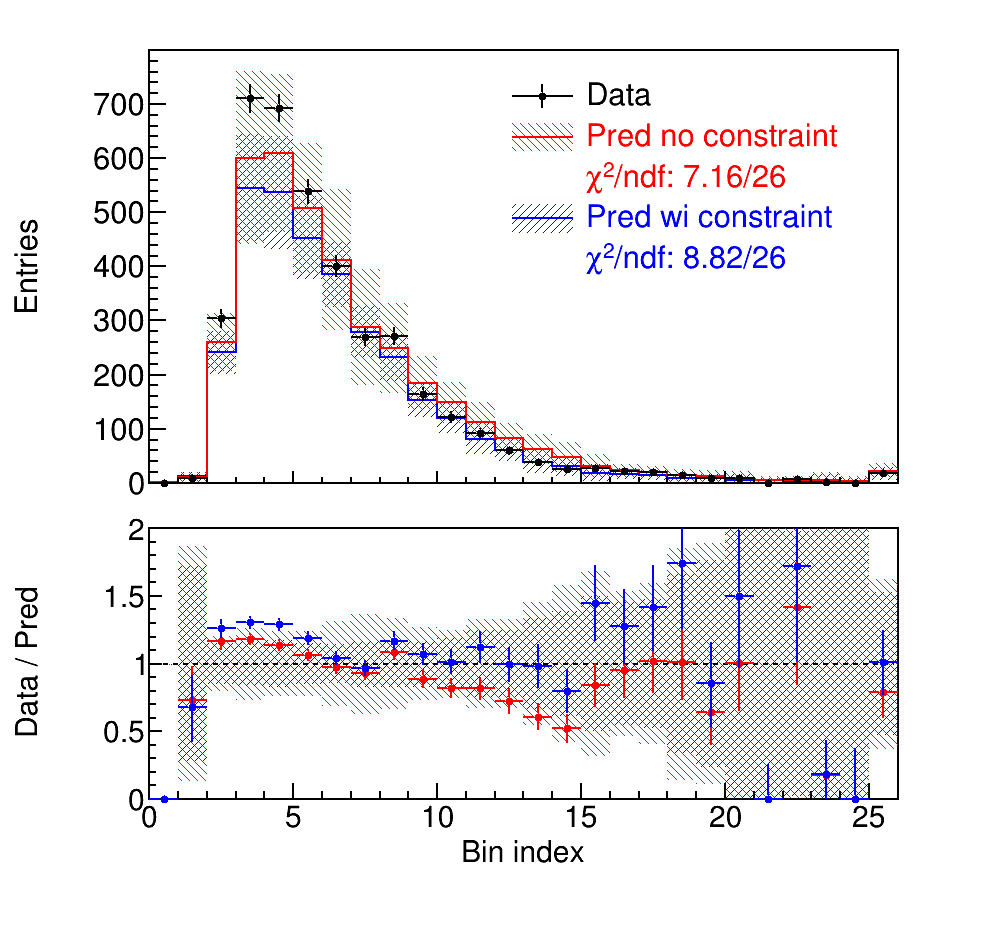 Entries
700
600
500
400
300
200
100
0
Data
Pred no constraint
χ²/ndf: 7.16/26
Pred wi constraint
χ²/ndf: 8.82/26
Data / Pred
2
1.5
1
0.5
0
0 5 10 15 20 25
Bin index